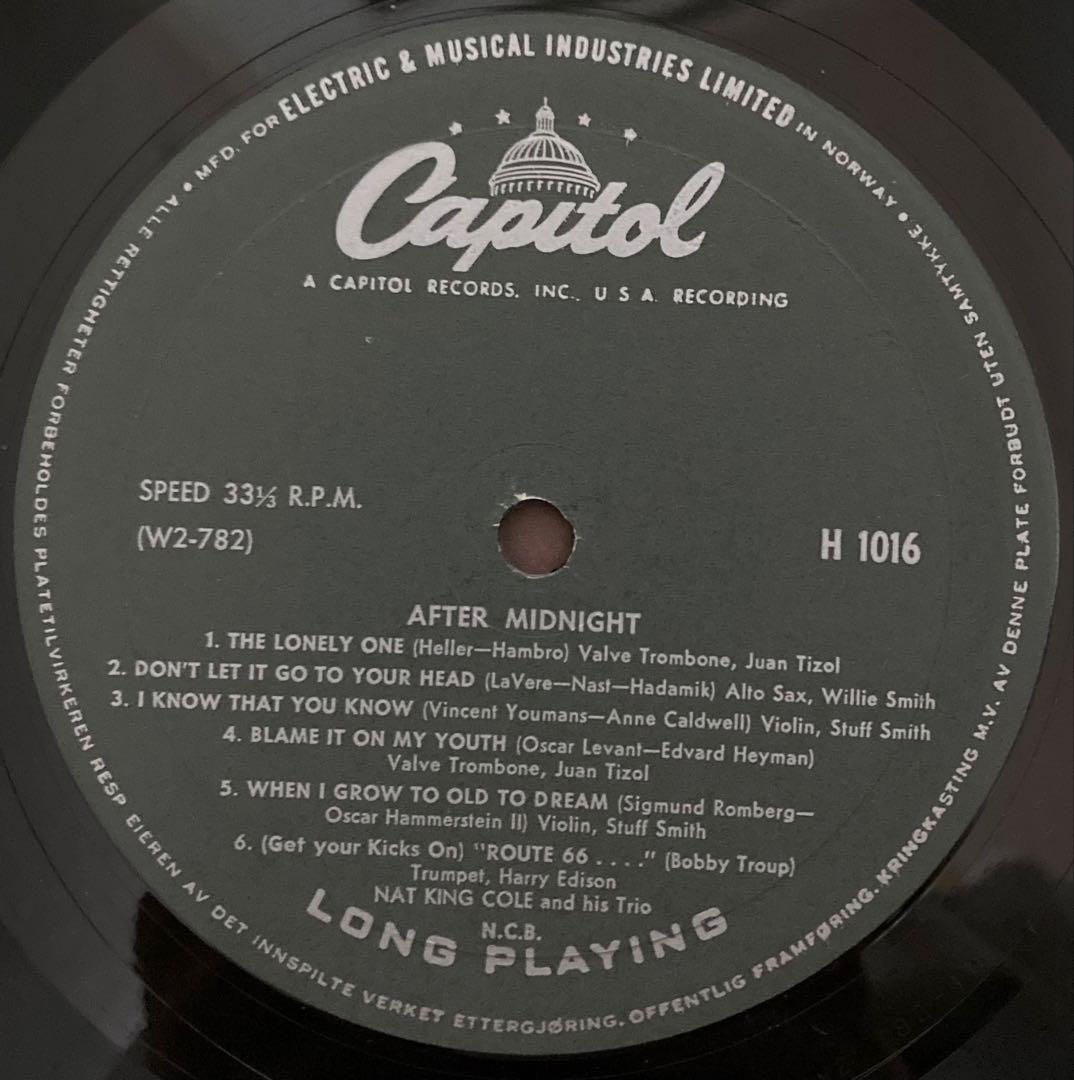 • MFD. FOR ELECTRIC & MUSICAL INDUSTRIES LIMITED IN NORWAY •
Capitol
A CAPITOL RECORDS, INC., U S A. RECORDING
SPEED 33⅓ R.P.M.
(W2-782)
H 1016
AFTER MIDNIGHT
1. THE LONELY ONE (Heller—Hambro) Valve Trombone, Juan Tizol
2. DON'T LET IT GO TO YOUR HEAD (LaVere—Nast—Hadamik) Alto Sax, Willie Smith
3. I KNOW THAT YOU KNOW (Vincent Youmans—Anne Caldwell) Violin, Stuff Smith
4. BLAME IT ON MY YOUTH (Oscar Levant—Edvard Heyman)
Valve Trombone, Juan Tizol
5. WHEN I GROW TO OLD TO DREAM (Sigmund Romberg—
Oscar Hammerstein II) Violin, Stuff Smith
6. (Get your Kicks On) "ROUTE 66 . . . ." (Bobby Troup)
Trumpet, Harry Edison
NAT KING COLE and his Trio
N.C.B.
LONG PLAYING
ALLE RETTIGHETER FORBEHOLDES PLATETILVIRKEREN RESP EIEREN AV DET INNSPILTE VERKET ETTERGJØRING. OFFENTLIG FRAMFØRING. KRINGKASTING M.V. AV DENNE PLATE FORBUDT UTEN SAMTYKKE.